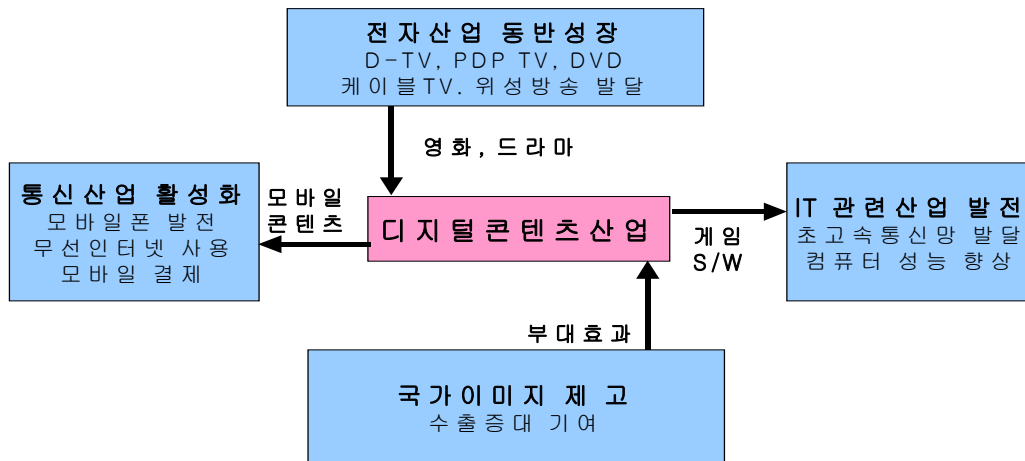 전자산업 동반성장
D-TV, PDP TV, DVD
케이블TV. 위성방송 발달
영화, 드라마
통신산업 활성화
모바일폰 발전
무선인터넷 사용
모바일 결제
모바일
콘텐츠
디지털콘텐츠산업
게임
S/W
IT 관련산업 발전
초고속통신망 발달
컴퓨터 성능 향상
부대효과
국가이미지 제고
수출증대 기여